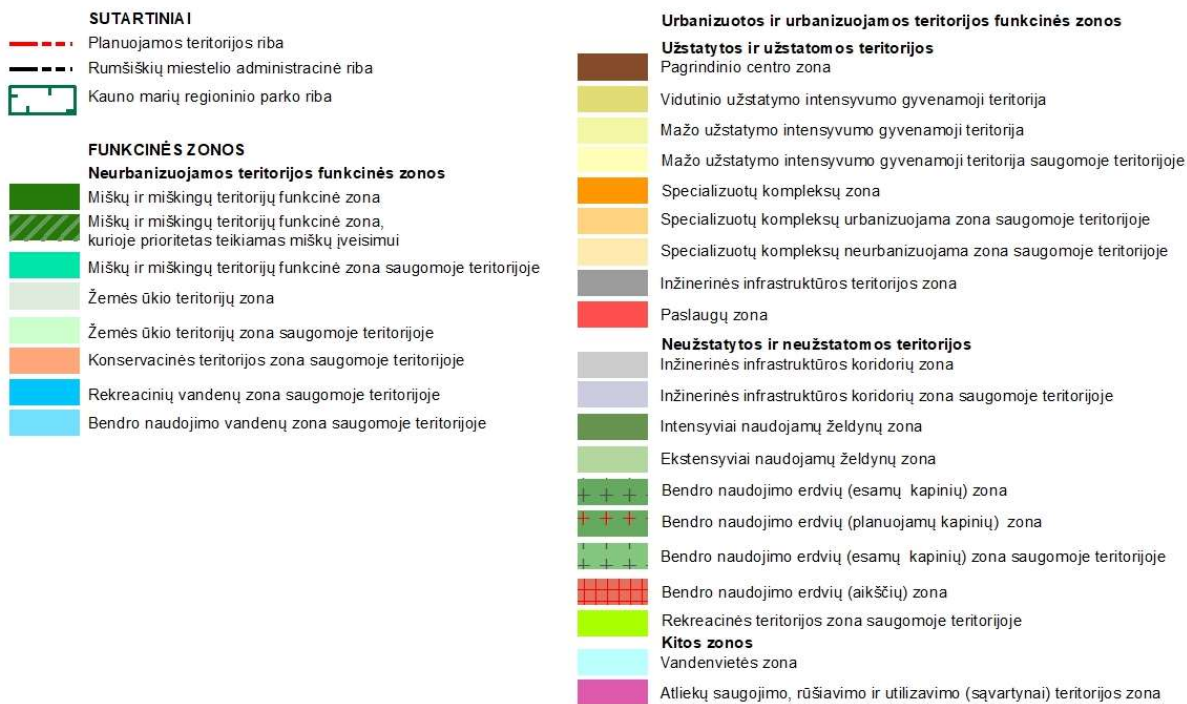 SUTARTINIAI
Planuojamos teritorijos riba
Rumšiškių miestelio administracinė riba
Kauno marių regioninio parko riba
FUNKCINĖS ZONOS
Neurbanizuojamos teritorijos funkcinės zonos
Miškų ir miškingų teritorijų funkcinė zona
Miškų ir miškingų teritorijų funkcinė zona,
kurioje prioritetas teikiamas miškų įveisimui
Miškų ir miškingų teritorijų funkcinė zona saugomoje teritorijoje
Žemės ūkio teritorijų zona
Žemės ūkio teritorijų zona saugomoje teritorijoje
Konservacinės teritorijos zona saugomoje teritorijoje
Rekreacinių vandenų zona saugomoje teritorijoje
Bendro naudojimo vandenų zona saugomoje teritorijoje
Urbanizuotos ir urbanizuojamos teritorijos funkcinės zonos
Užstatytos ir užstatomos teritorijos
Pagrindinio centro zona
Vidutinio užstatymo intensyvumo gyvenamoji teritorija
Mažo užstatymo intensyvumo gyvenamoji teritorija
Mažo užstatymo intensyvumo gyvenamoji teritorija saugomoje teritorijoje
Specializuotų kompleksų zona
Specializuotų kompleksų urbanizuojama zona saugomoje teritorijoje
Specializuotų kompleksų neurbanizuojama zona saugomoje teritorijoje
Inžinerinės infrastruktūros teritorijos zona
Paslaugų zona
Neužstatytos ir neužstatomos teritorijos
Inžinerinės infrastruktūros koridorių zona
Inžinerinės infrastruktūros koridorių zona saugomoje teritorijoje
Intensyviai naudojamų želdynų zona
Ekstensyviai naudojamų želdynų zona
Bendro naudojimo erdvių (esamų kapinių) zona
Bendro naudojimo erdvių (planuojamų kapinių) zona
Bendro naudojimo erdvių (esamų kapinių) zona saugomoje teritorijoje
Bendro naudojimo erdvių (aikščių) zona
Rekreacinės teritorijos zona saugomoje teritorijoje
Kitos zonos
Vandenvietės zona
Atliekų saugojimo, rūšiavimo ir utilizavimo (sąvartynai) teritorijos zona